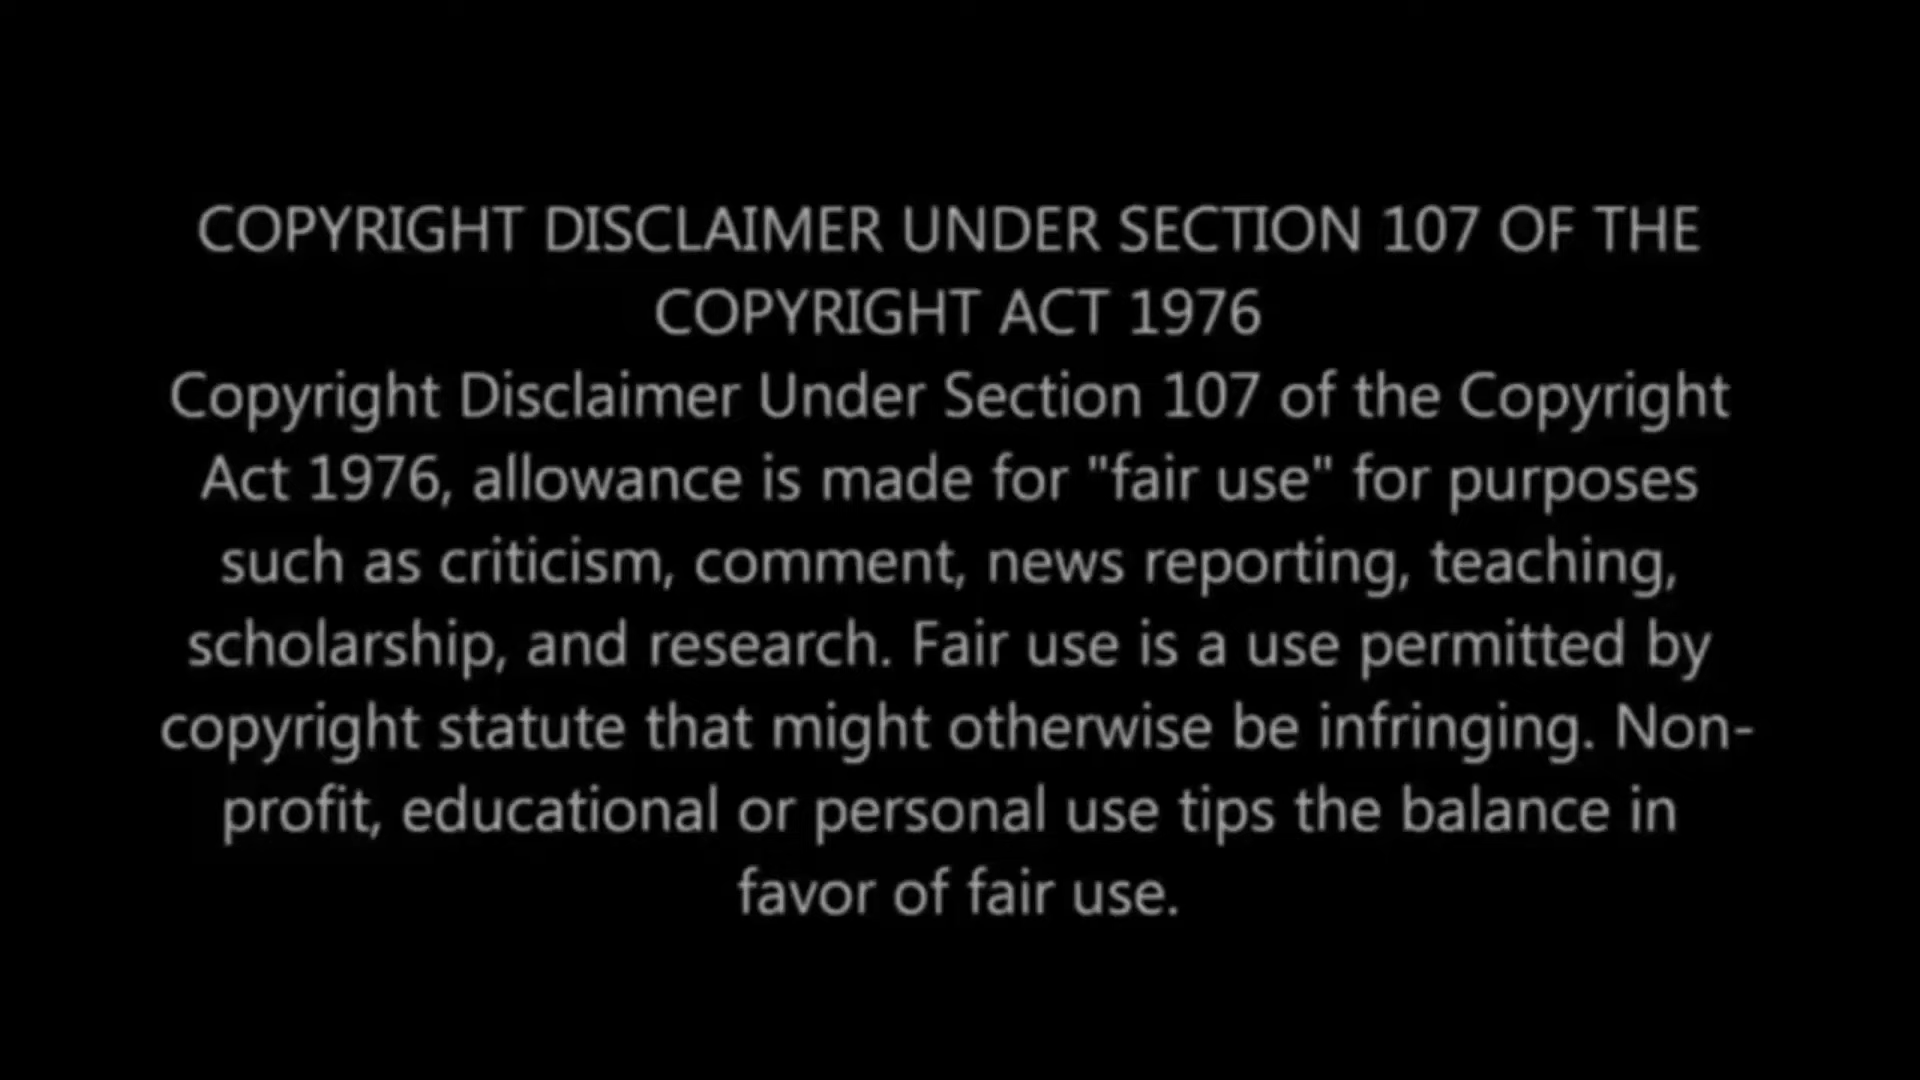 COPYRIGHT DISCLAIMER UNDER SECTION 107 OF THE
COPYRIGHT ACT 1976
Copyright Disclaimer Under Section 107 of the Copyright
Act 1976, allowance is made for "fair use" for purposes
such as criticism, comment, news reporting, teaching,
scholarship, and research. Fair use is a use permitted by
copyright statute that might otherwise be infringing. Non-
profit, educational or personal use tips the balance in
favor of fair use.